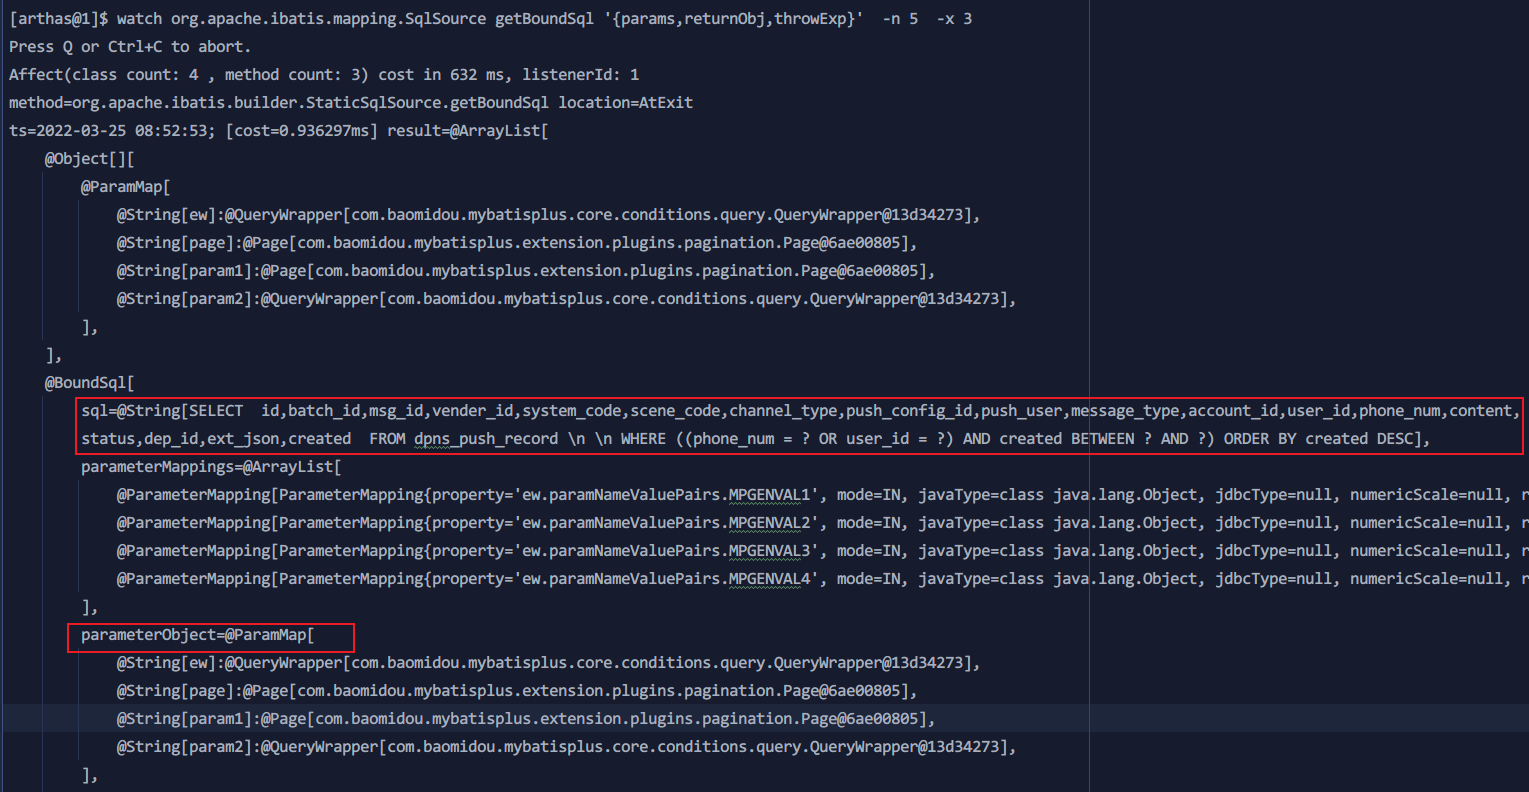 [arthas@1]$ watch org.apache.ibatis.mapping.SqlSource getBoundSql '{params,returnObj,throwExp}'  -n 5  -x 3
Press Q or Ctrl+C to abort.
Affect(class count: 4 , method count: 3) cost in 632 ms, listenerId: 1
method=org.apache.ibatis.builder.StaticSqlSource.getBoundSql location=AtExit
ts=2022-03-25 08:52:53; [cost=0.936297ms] result=@ArrayList[
    @Object[][
        @ParamMap[
            @String[ew]:@QueryWrapper[com.baomidou.mybatisplus.core.conditions.query.QueryWrapper@13d34273],
            @String[page]:@Page[com.baomidou.mybatisplus.extension.plugins.pagination.Page@6ae00805],
            @String[param1]:@Page[com.baomidou.mybatisplus.extension.plugins.pagination.Page@6ae00805],
            @String[param2]:@QueryWrapper[com.baomidou.mybatisplus.core.conditions.query.QueryWrapper@13d34273],
        ],
    ],
    @BoundSql[
        sql=@String[SELECT  id,batch_id,msg_id,vender_id,system_code,scene_code,channel_type,push_config_id,push_user,message_type,account_id,user_id,phone_num,content,
        status,dep_id,ext_json,created  FROM dpns_push_record \n \n WHERE ((phone_num = ? OR user_id = ?) AND created BETWEEN ? AND ?) ORDER BY created DESC],
        parameterMappings=@ArrayList[
            @ParameterMapping[ParameterMapping{property='ew.paramNameValuePairs.MPGENVAL1', mode=IN, javaType=class java.lang.Object, jdbcType=null, numericScale=null,
            @ParameterMapping[ParameterMapping{property='ew.paramNameValuePairs.MPGENVAL2', mode=IN, javaType=class java.lang.Object, jdbcType=null, numericScale=null,
            @ParameterMapping[ParameterMapping{property='ew.paramNameValuePairs.MPGENVAL3', mode=IN, javaType=class java.lang.Object, jdbcType=null, numericScale=null,
            @ParameterMapping[ParameterMapping{property='ew.paramNameValuePairs.MPGENVAL4', mode=IN, javaType=class java.lang.Object, jdbcType=null, numericScale=null,
        ],
        parameterObject=@ParamMap[
            @String[ew]:@QueryWrapper[com.baomidou.mybatisplus.core.conditions.query.QueryWrapper@13d34273],
            @String[page]:@Page[com.baomidou.mybatisplus.extension.plugins.pagination.Page@6ae00805],
            @String[param1]:@Page[com.baomidou.mybatisplus.extension.plugins.pagination.Page@6ae00805],
            @String[param2]:@QueryWrapper[com.baomidou.mybatisplus.core.conditions.query.QueryWrapper@13d34273],
        ],